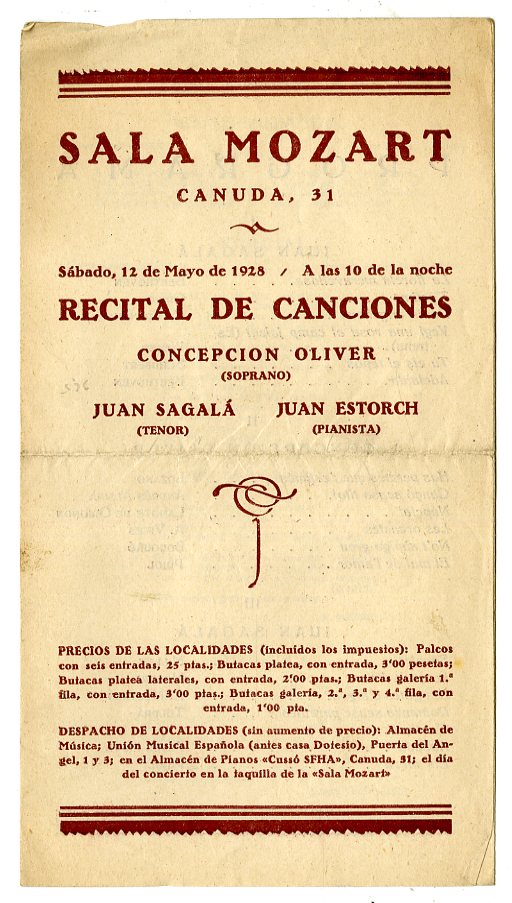 SALA MOZART
CANUDA, 31
Sábado, 12 de Mayo de 1928 / A las 10 de la noche
RECITAL DE CANCIONES
CONCEPCION OLIVER
(SOPRANO)
JUAN SAGALÁ JUAN ESTORCH
(TENOR) (PIANISTA)
PRECIOS DE LAS LOCALIDADES (incluidos los impuestos): Palcos
con seis entradas, 25 ptas.; Butacas platea, con entrada, 3'00 pesetas;
Butacas platea laterales, con entrada, 2'00 ptas.; Butacas galería 1.ª
fila, con entrada, 3'00 ptas.; Butacas galería, 2.ª, 3.ª y 4.ª fila, con
entrada, 1'00 pta.
DESPACHO DE LOCALIDADES (sin aumento de precio): Almacén de
Música; Unión Musical Española (antes casa Dotesio), Puerta del An-
gel, 1 y 3; en el Almacén de Pianos «Cussó SFHA», Canuda, 31; el día
del concierto en la taquilla de la «Sala Mozart»